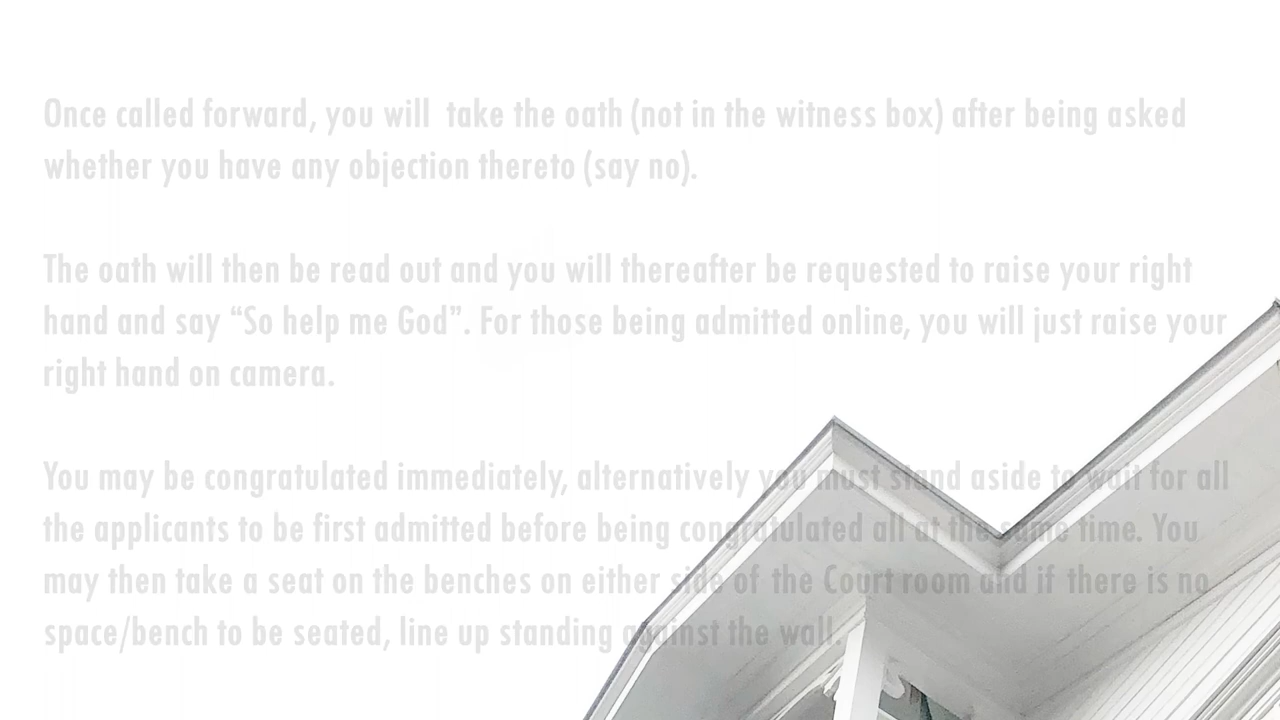 Once called forward, you will  take the oath (not in the witness box) after being asked
whether you have any objection thereto (say no).
The oath will then be read out and you will thereafter be requested to raise your right
hand and say “So help me God”. For those being admitted online, you will just raise your
right hand on camera.
You may be congratulated immediately, alternatively you must stand aside to wait for all
the applicants to be first admitted before being congratulated all at the same time. You
may then take a seat on the benches on either side of the Court room and if there is no
space/bench to be seated, line up standing against the wall.